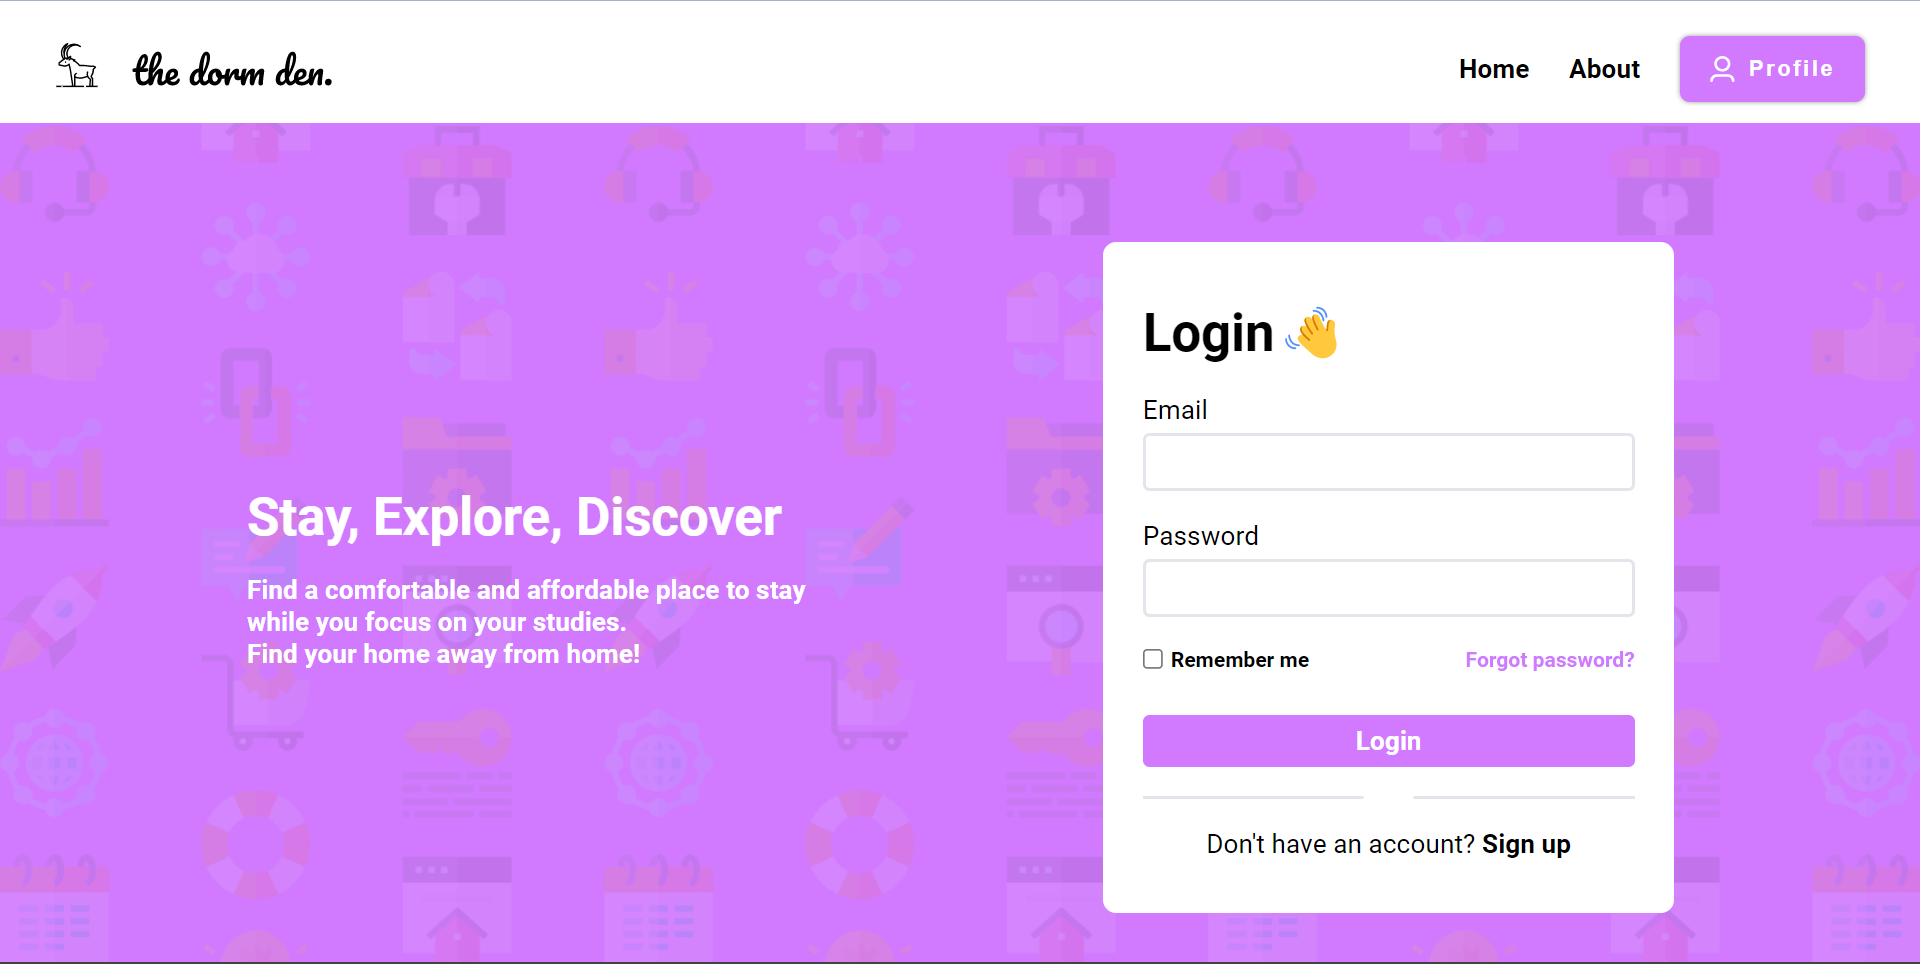 the dorm den.
Home
About
Profile
Stay, Explore, Discover
Find a comfortable and affordable place to stay
while you focus on your studies.
Find your home away from home!
Login 👋
Email
Password
Remember me
Forgot password?
Login
Don't have an account? Sign up